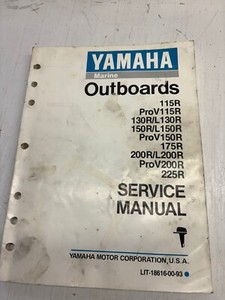 YAMAHA
Marine
Outboards
115R
ProV115R
130R/L130R
150R/L150R
ProV150R
175R
200R/L200R
ProV200R
225R
SERVICE
MANUAL
YAMAHA MOTOR CORPORATION, U.S.A.
LIT-18616-00-93